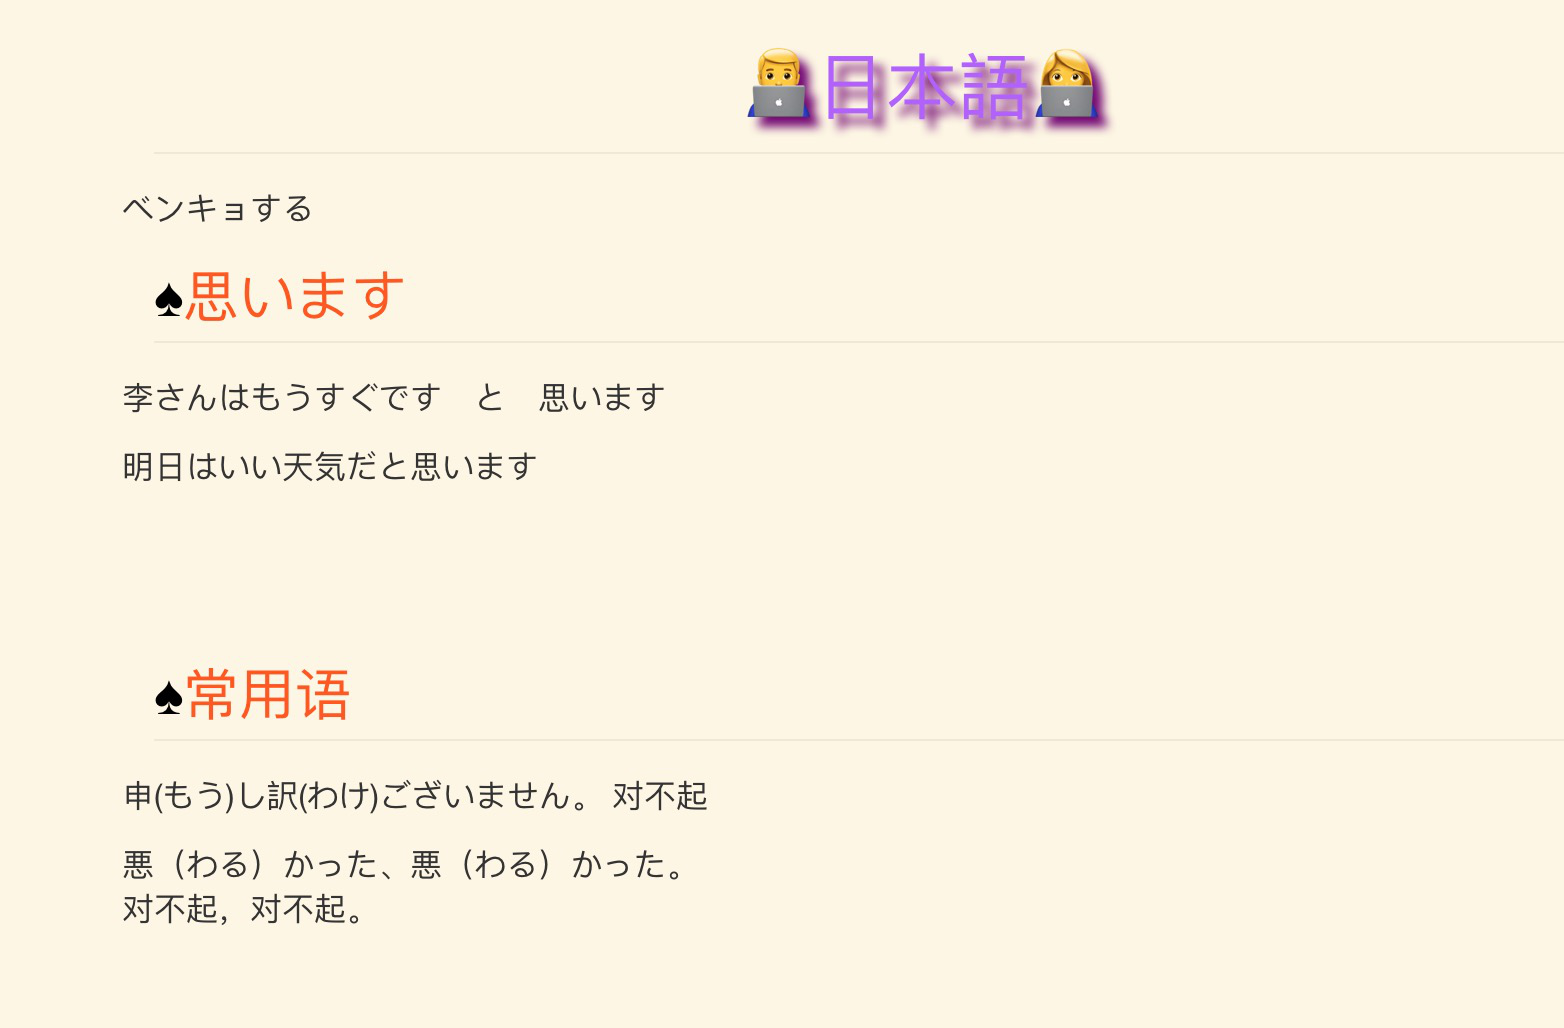 👨‍💻日本語👩‍💻
ベンキョする
♠思います
李さんはもうすぐです　と　思います
明日はいい天気だと思います
♠常用语
申(もう)し訳(わけ)ございません。 对不起
悪（わる）かった、悪（わる）かった。
对不起，对不起。